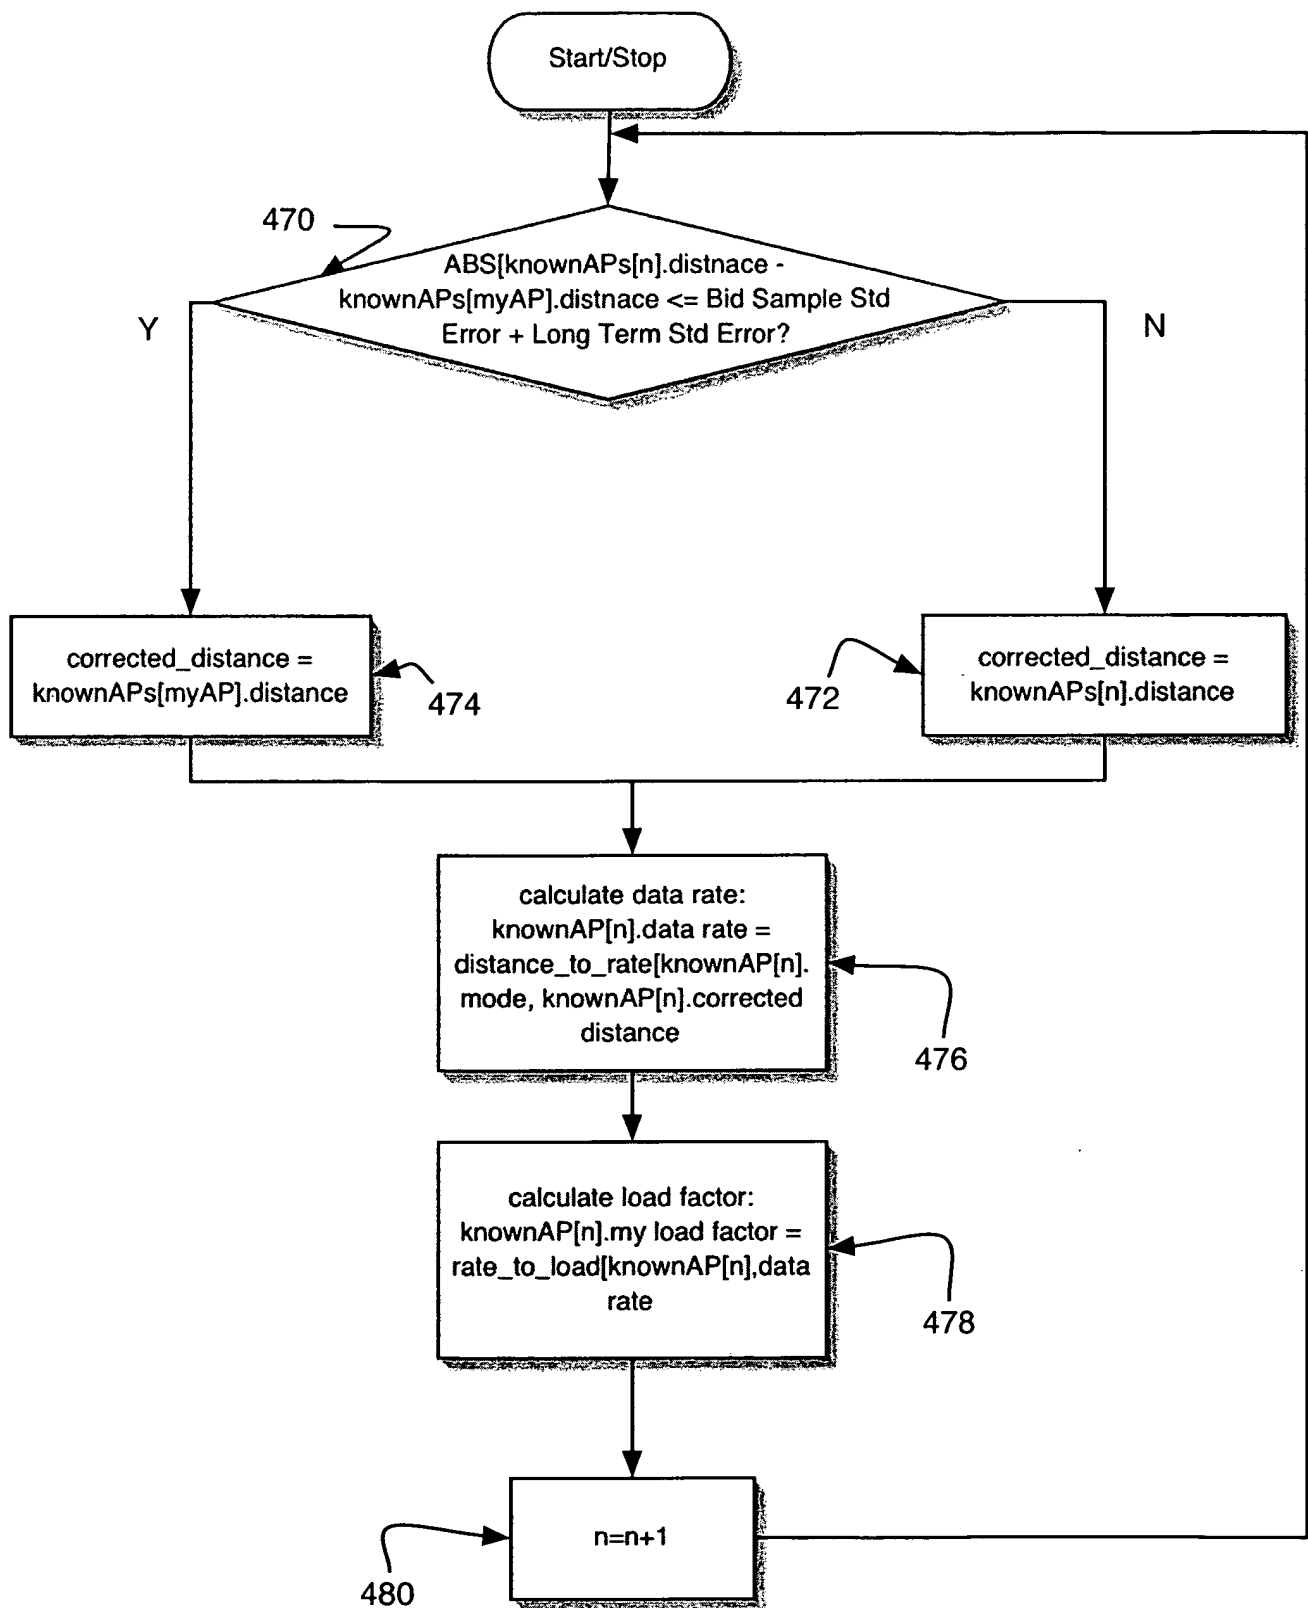 Start/Stop
470
ABS[knownAPs[n].distnace -
knownAPs[myAP].distnace <= Bid Sample Std
Error + Long Term Std Error?
Y
N
corrected_distance =
knownAPs[myAP].distance
474
472
corrected_distance =
knownAPs[n].distance
calculate data rate:
knownAP[n].data rate =
distance_to_rate[knownAP[n].
mode, knownAP[n].corrected
distance
476
calculate load factor:
knownAP[n].my load factor =
rate_to_load[knownAP[n],data
rate
478
n=n+1
480